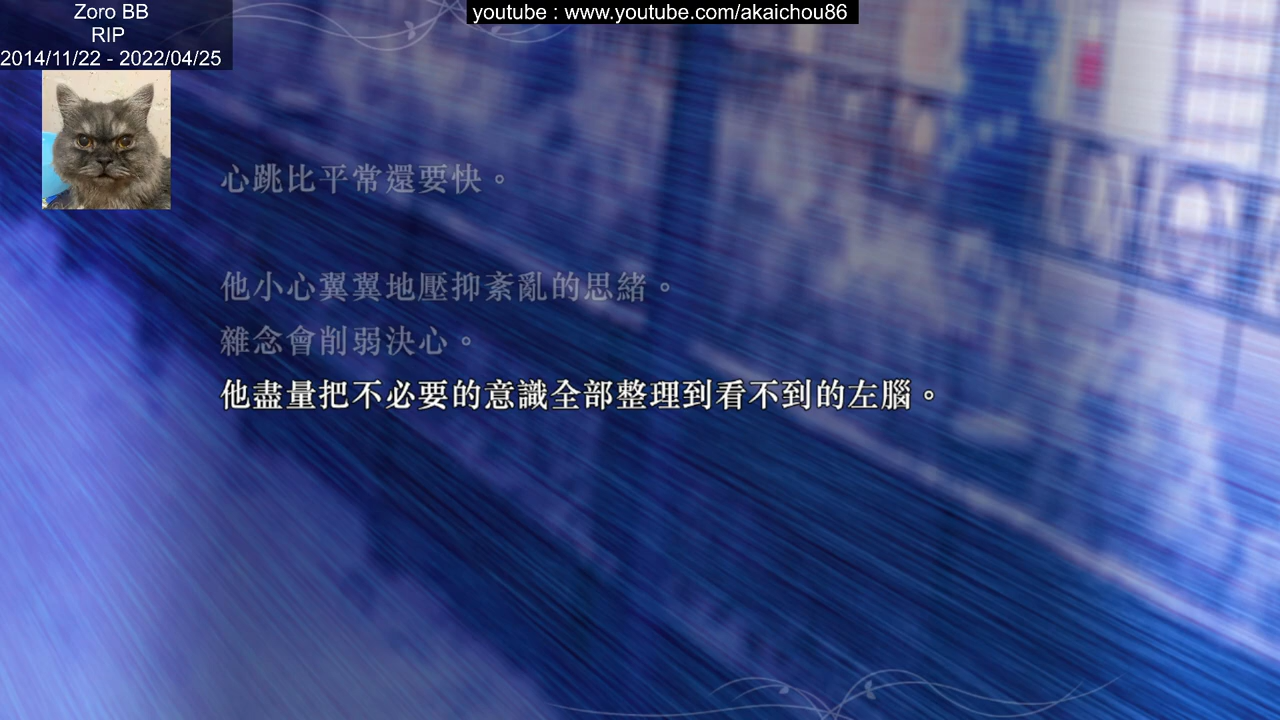 Zoro BB
RIP
2014/11/22 - 2022/04/25
youtube : www.youtube.com/akaichou86
心跳比平常還要快。
他小心翼翼地壓抑紊亂的思緒。
雜念會削弱決心。
他盡量把不必要的意識全部整理到看不到的左腦。